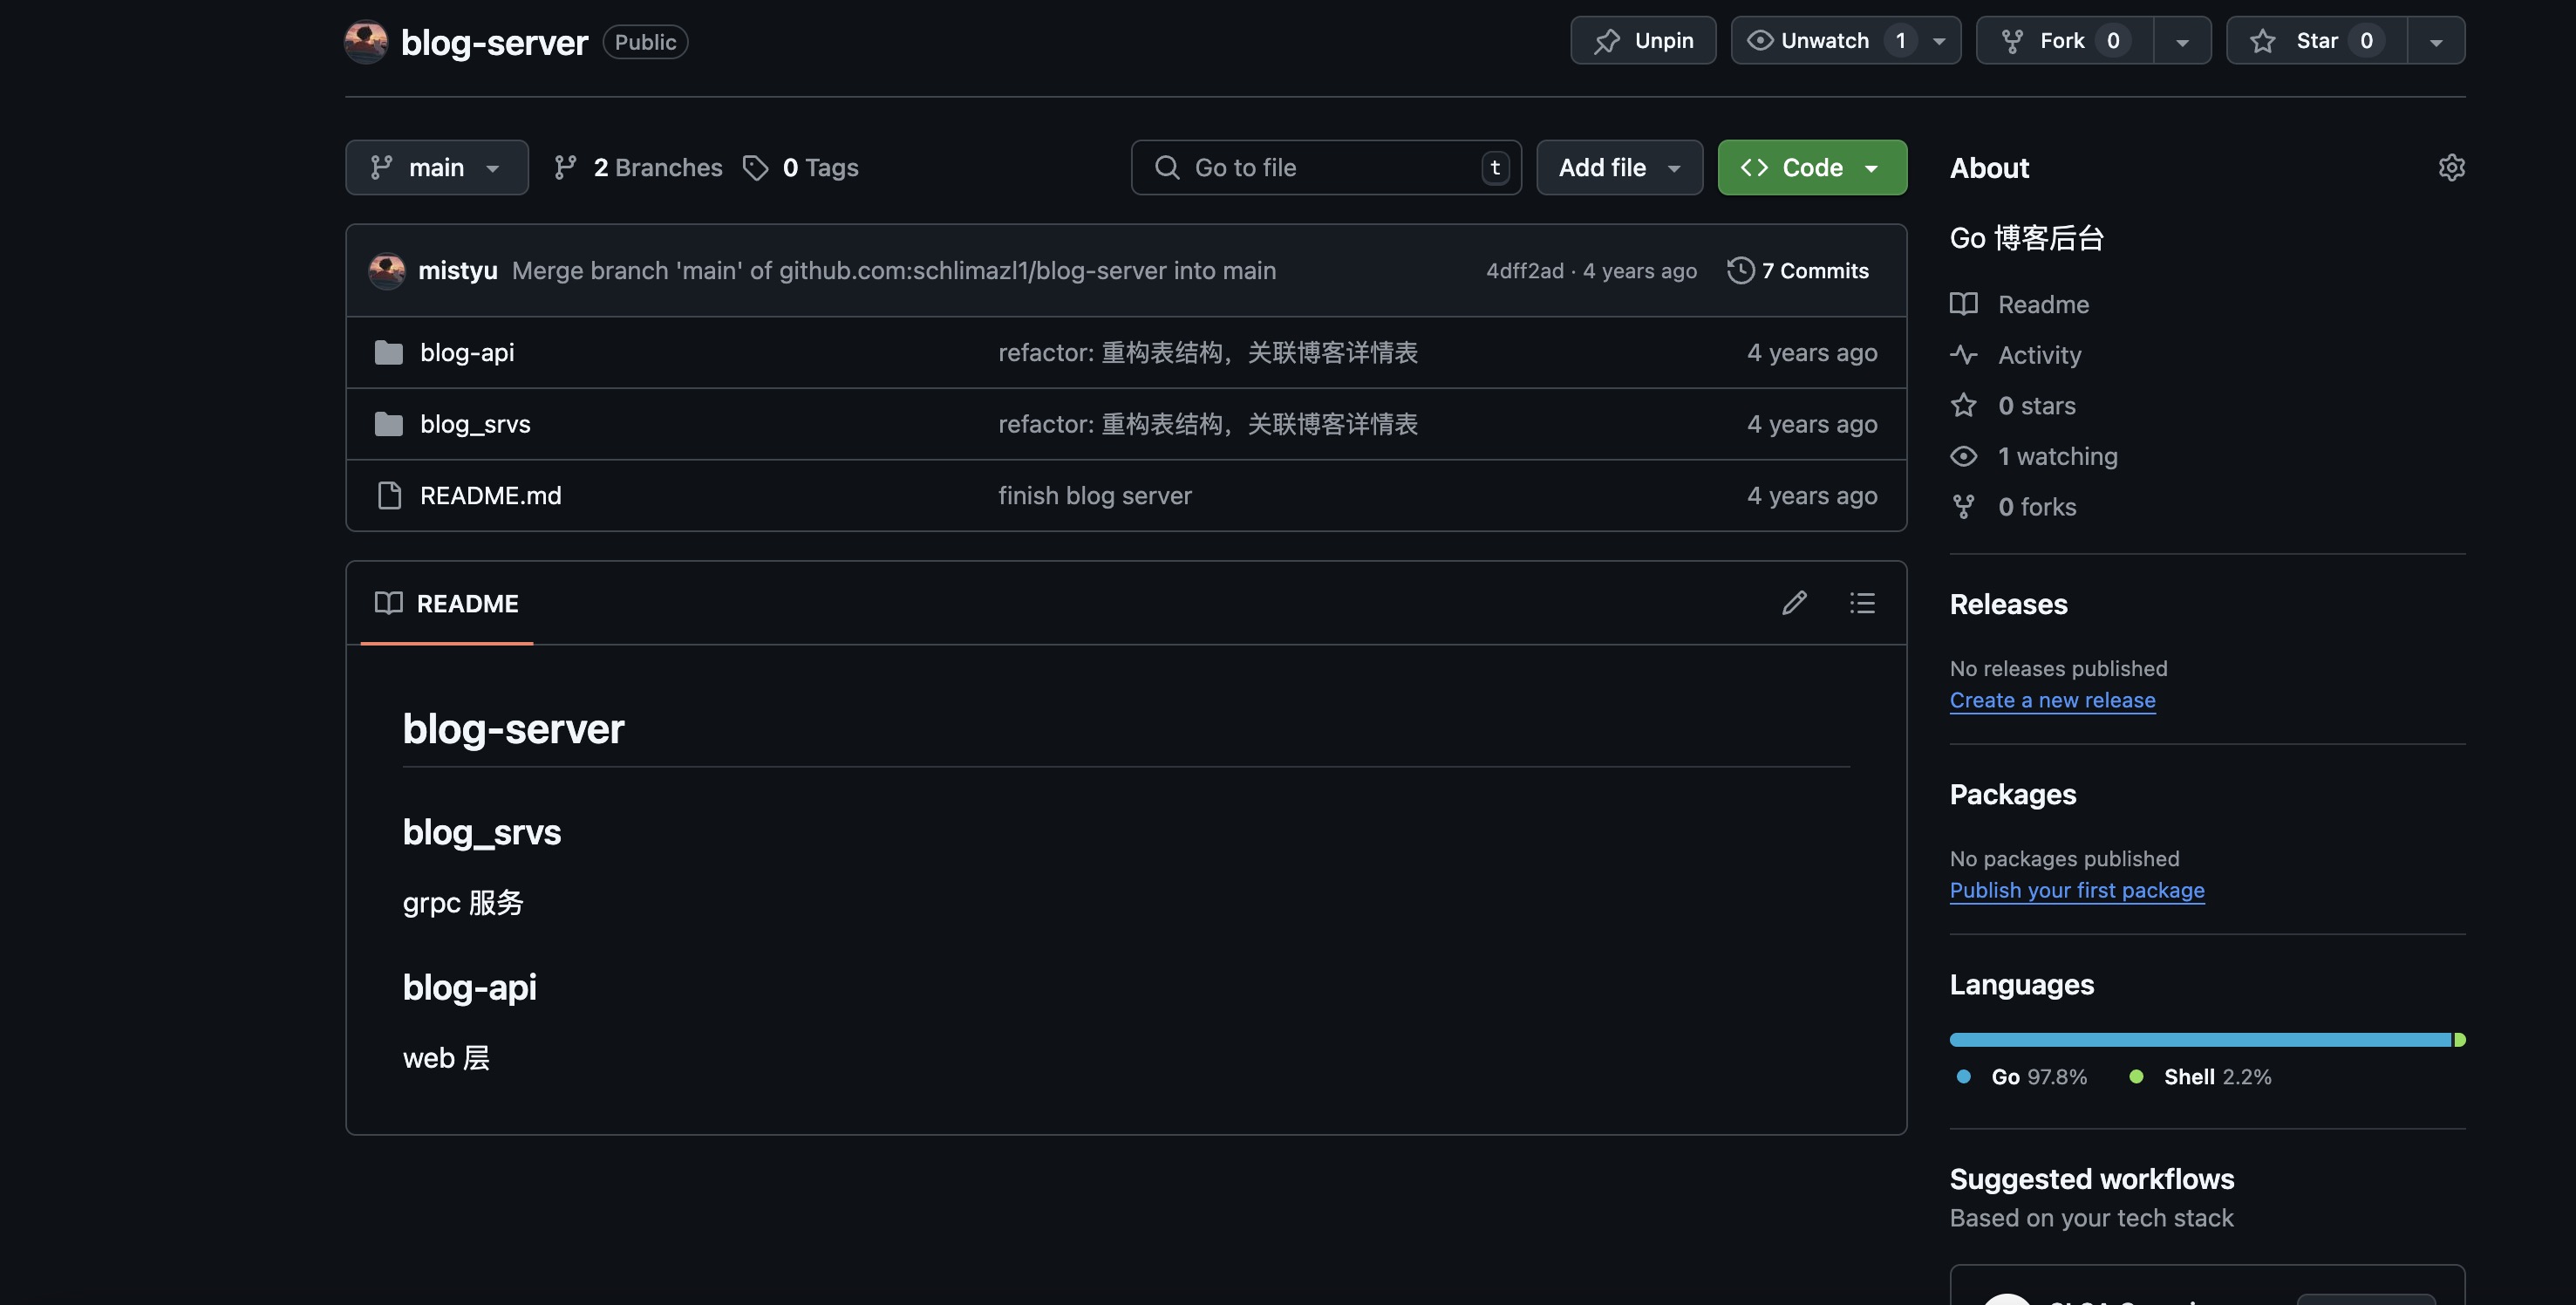 blog-server Public
Unpin Unwatch 1 Fork 0 Star 0
main 2 Branches 0 Tags Go to file t Add file Code
mistyu Merge branch 'main' of github.com:schlimazl1/blog-server into main 4dff2ad · 4 years ago 7 Commits
blog-api refactor: 重构表结构，关联博客详情表 4 years ago
blog_srvs refactor: 重构表结构，关联博客详情表 4 years ago
README.md finish blog server 4 years ago
README
blog-server
blog_srvs
grpc 服务
blog-api
web 层
About
Go 博客后台
Readme
Activity
0 stars
1 watching
0 forks
Releases
No releases published
Create a new release
Packages
No packages published
Publish your first package
Languages
Go 97.8% Shell 2.2%
Suggested workflows
Based on your tech stack